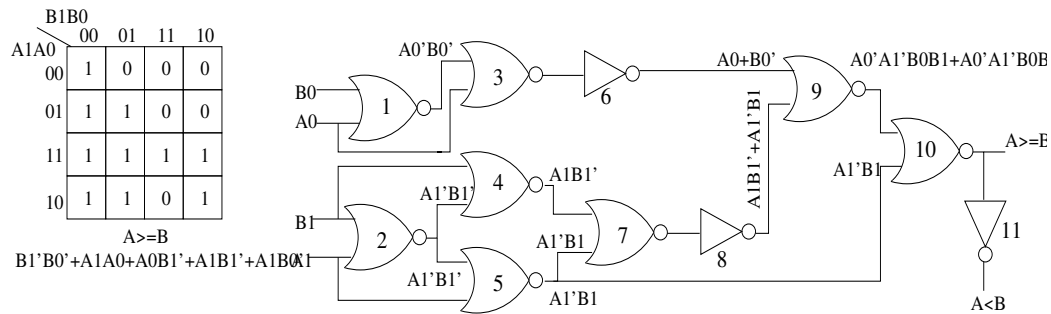 B1B0
A1A0
00 01 11 10
00 1 0 0 0
01 1 1 0 0
11 1 1 1 1
10 1 1 0 1
A>=B
B1'B0'+A1A0+A0B1'+A1B1'+A1B0'
B0
A0
A0'B0'
1
3
6
A0+B0'
9
A0'A1'B0B1+A0'A1'B0B
B1
A1
2
A1'B1'
A1'B1'
4
5
A1B1'
A1'B1
A1'B1
7
8
A1B1'+A1'B1
A1'B1
10
A>=B
11
A<B